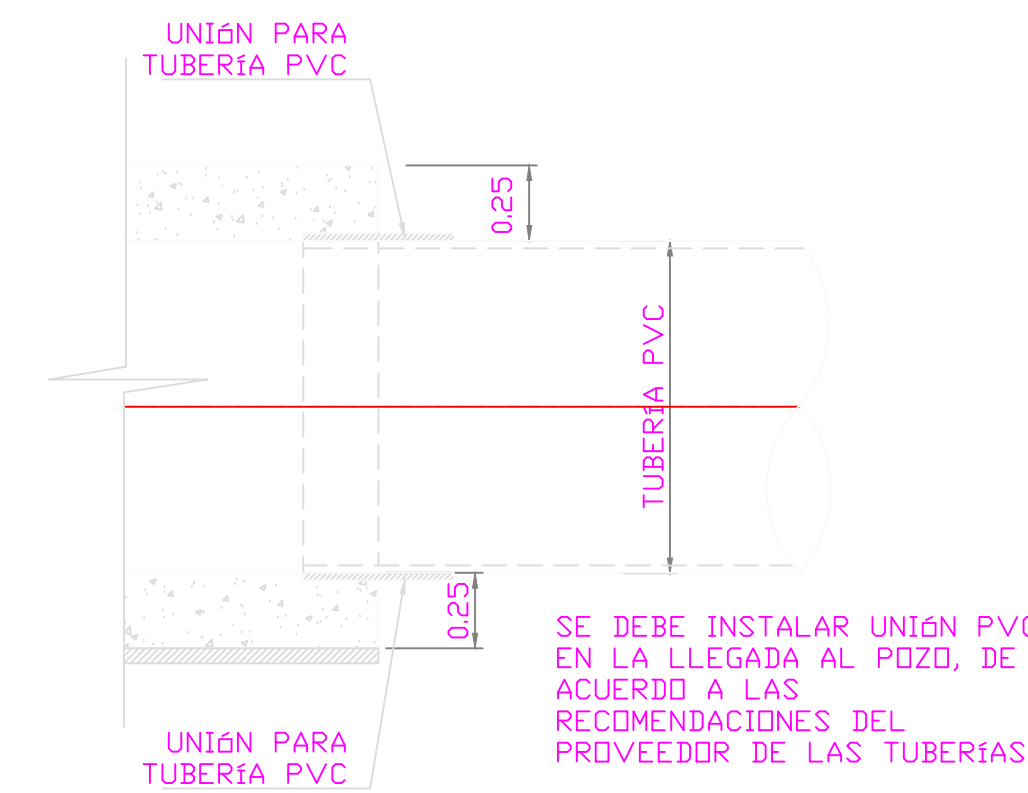 UNIóN PARA
TUBERíA PVC
0.25
TUBERíA PVC
0.25
SE DEBE INSTALAR UNIóN PVC
EN LA LLEGADA AL POZO, DE
ACUERDO A LAS
RECOMENDACIONES DEL
PROVEEDOR DE LAS TUBERíAS
UNIóN PARA
TUBERíA PVC